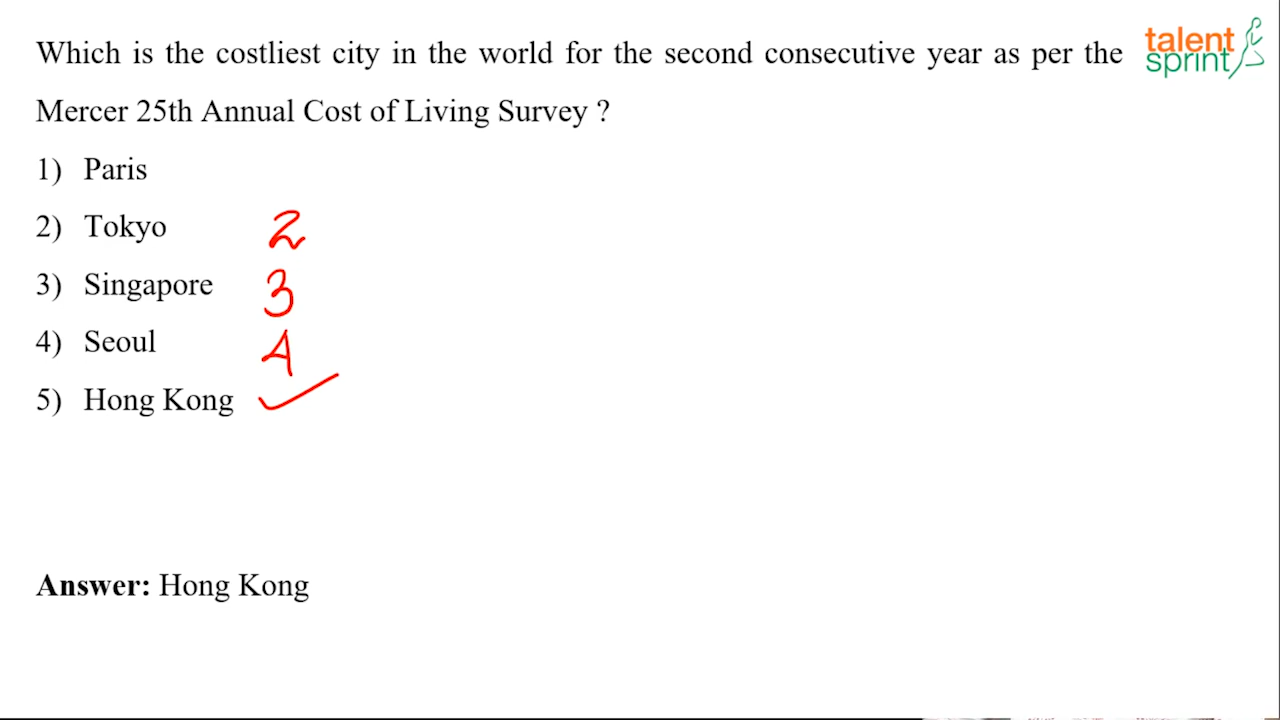 Which is the costliest city in the world for the second consecutive year as per the
talent
sprint
Mercer 25th Annual Cost of Living Survey ?
1) Paris
2) Tokyo 2
3) Singapore 3
4) Seoul 4
5) Hong Kong ✓
Answer: Hong Kong